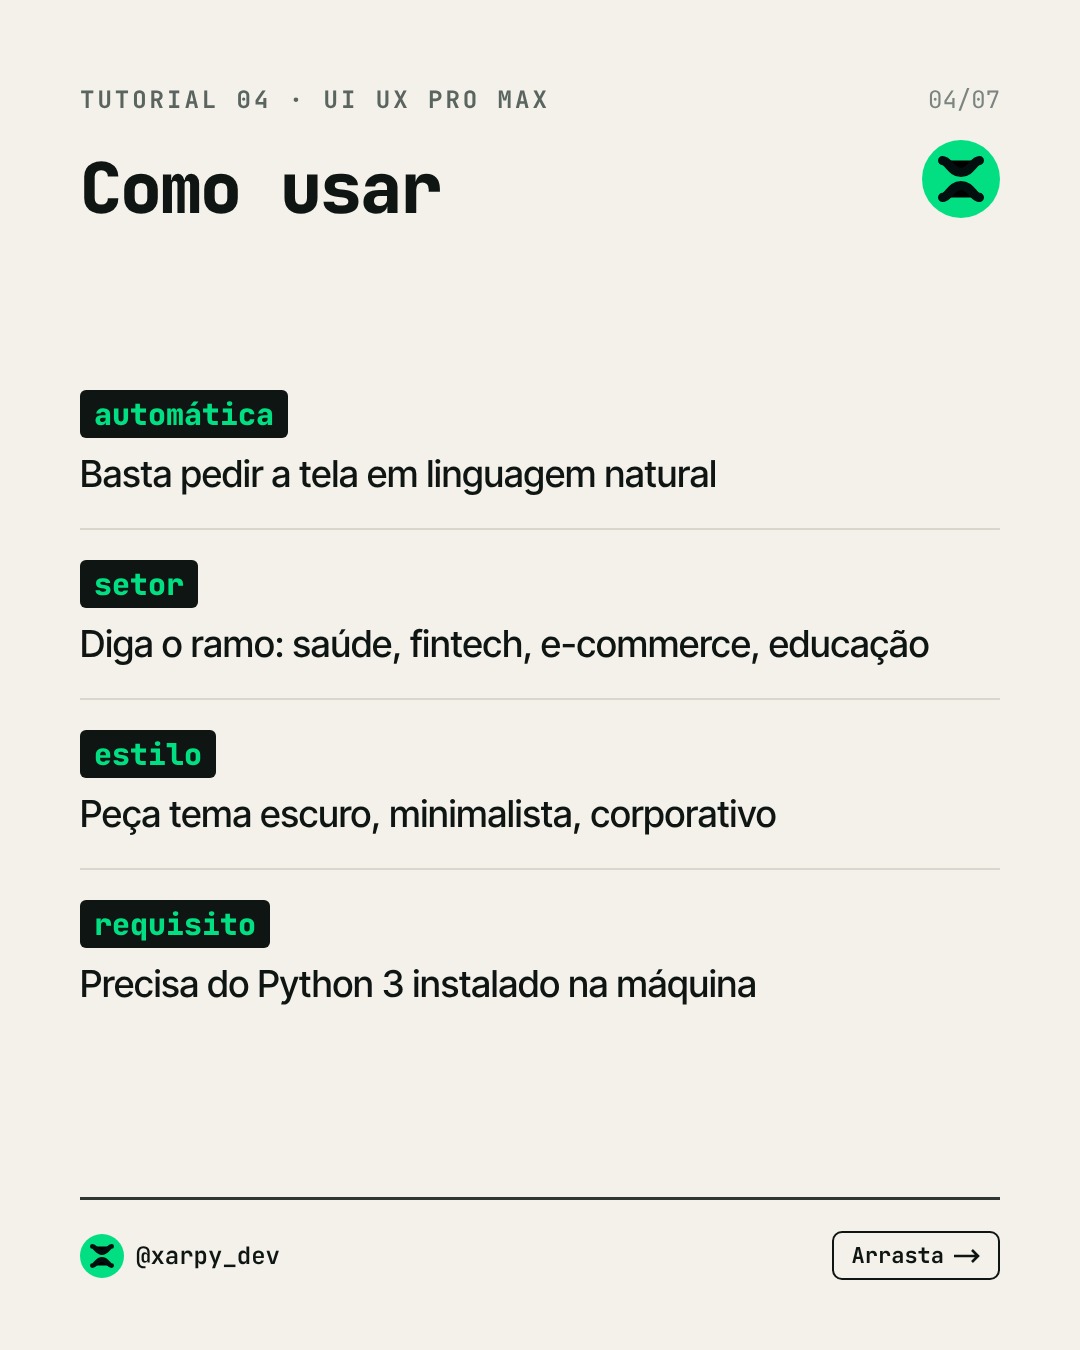 TUTORIAL 04 · UI UX PRO MAX
04/07
Como usar
automática
Basta pedir a tela em linguagem natural
setor
Diga o ramo: saúde, fintech, e-commerce, educação
estilo
Peça tema escuro, minimalista, corporativo
requisito
Precisa do Python 3 instalado na máquina
@xarpy_dev
Arrasta →